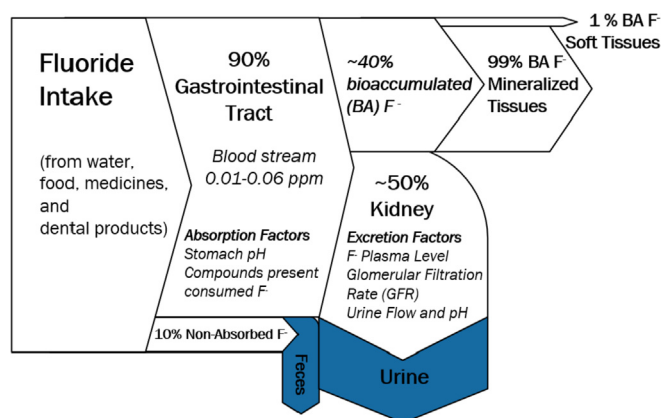 Fluoride
Intake
(from water,
food, medicines,
and
dental products)
90%
Gastrointestinal
Tract
Blood stream
0.01-0.06 ppm
Absorption Factors
Stomach pH
Compounds present
consumed F-
10% Non-Absorbed F-
Feces
~40%
bioaccumulated
(BA) F-
99% BA F-
Mineralized
Tissues
1 % BA F-
Soft Tissues
~50%
Kidney
Excretion Factors
F- Plasma Level
Glomerular Filtration
Rate (GFR)
Urine Flow and pH
Urine